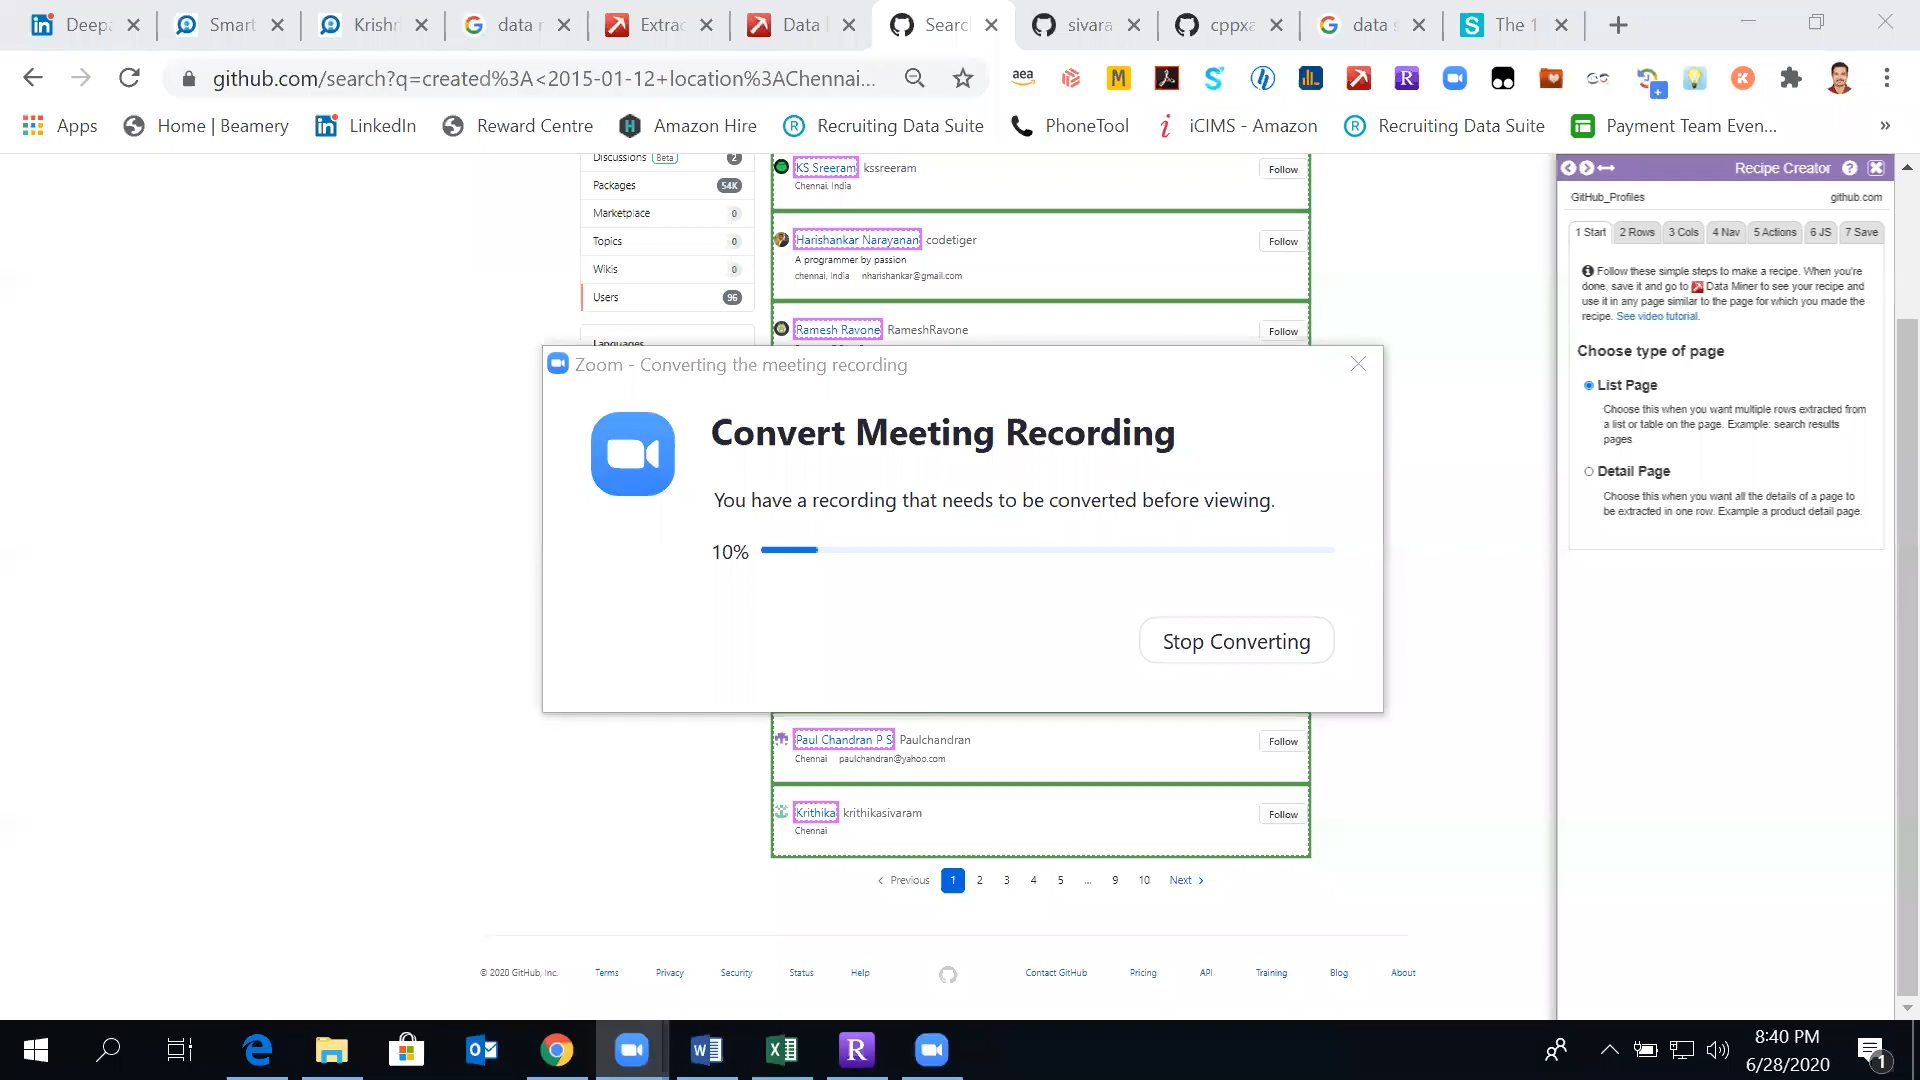 Deepa
Smart
Krishn
data r
Extrac
Data
Searc
sivara
cppxa
data s
The 1
github.com/search?q=created%3A<2015-01-12+location%3AChennai...
aea
Apps
Home | Beamery
LinkedIn
Reward Centre
Amazon Hire
Recruiting Data Suite
PhoneTool
iCIMS - Amazon
Recruiting Data Suite
Payment Team Even...
»
Discussions Beta 2
Packages 54K
Marketplace 0
Topics 0
Wikis 0
Users 96
Languages
KS Sreeram kssreeram
Chennai, India
Follow
Harishankar Narayanan codetiger
A programmer by passion
chennai, India nharishankar@gmail.com
Follow
Ramesh Ravone RameshRavone
Follow
Zoom - Converting the meeting recording
Convert Meeting Recording
You have a recording that needs to be converted before viewing.
10%
Stop Converting
Paul Chandran P S Paulchandran
Chennai paulchandran@yahoo.com
Follow
Krithika krithikasivaram
Chennai
Follow
< Previous 1 2 3 4 5 ... 9 10 Next >
© 2020 GitHub, Inc. Terms Privacy Security Status Help Contact GitHub Pricing API Training Blog About
Recipe Creator
GitHub_Profiles github.com
1 Start 2 Rows 3 Cols 4 Nav 5 Actions 6 JS 7 Save
Follow these simple steps to make a recipe. When you're
done, save it and go to Data Miner to see your recipe and
use it in any page similar to the page for which you made the
recipe. See video tutorial.
Choose type of page
List Page
Choose this when you want multiple rows extracted from
a list or table on the page. Example: search results
pages
Detail Page
Choose this when you want all the details of a page to
be extracted in one row. Example a product detail page.
8:40 PM
6/28/2020
1